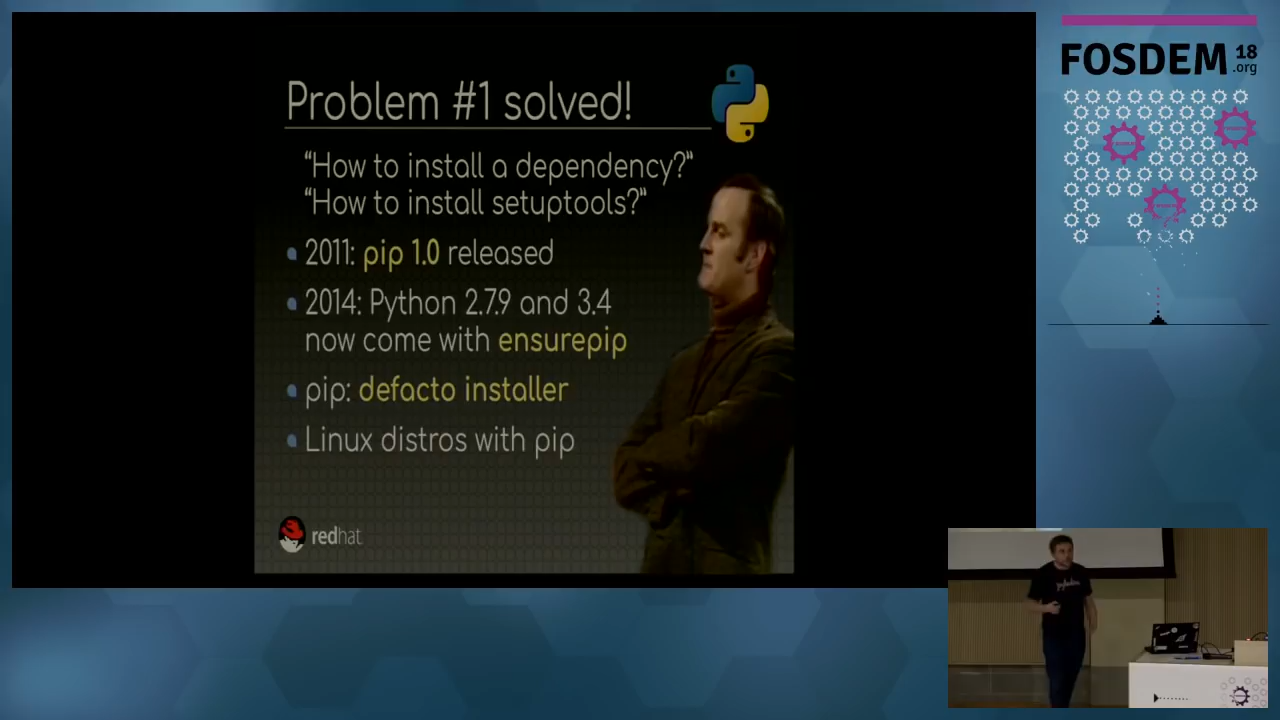 Problem #1 solved!
“How to install a dependency?”
“How to install setuptools?”
2011: pip 1.0 released
2014: Python 2.7.9 and 3.4
now come with ensurepip
pip: defacto installer
Linux distros with pip
redhat
FOSDEM 18
.org